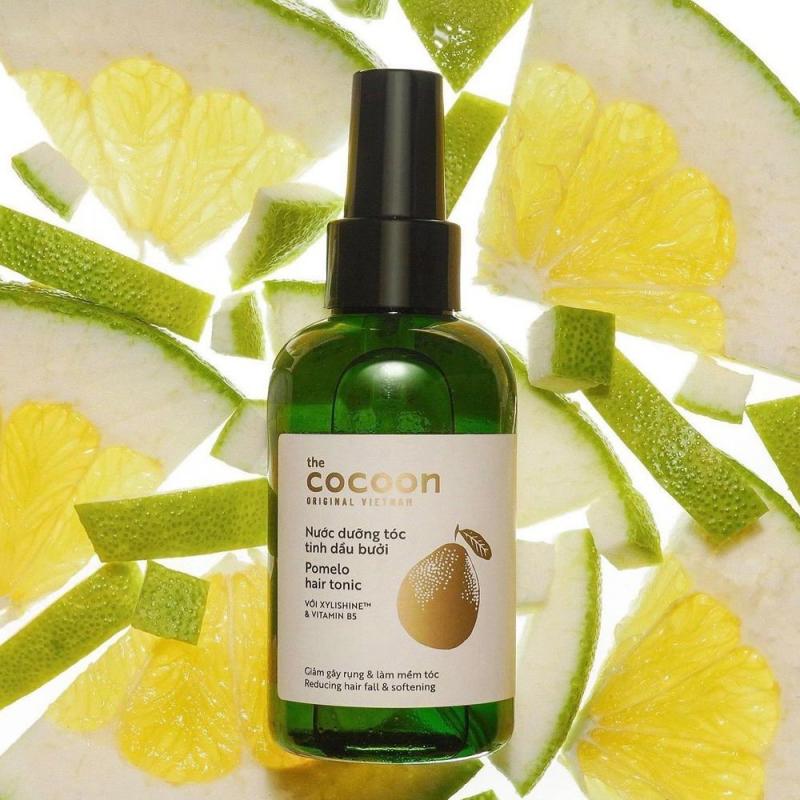 the
cocoon
ORIGINAL VIETNAM
Nước dưỡng tóc
tinh dầu bưởi
Pomelo
hair tonic
VỚI XYLISHINE™
& VITAMIN B5
Giảm gãy rụng & làm mềm tóc
Reducing hair fall & softening